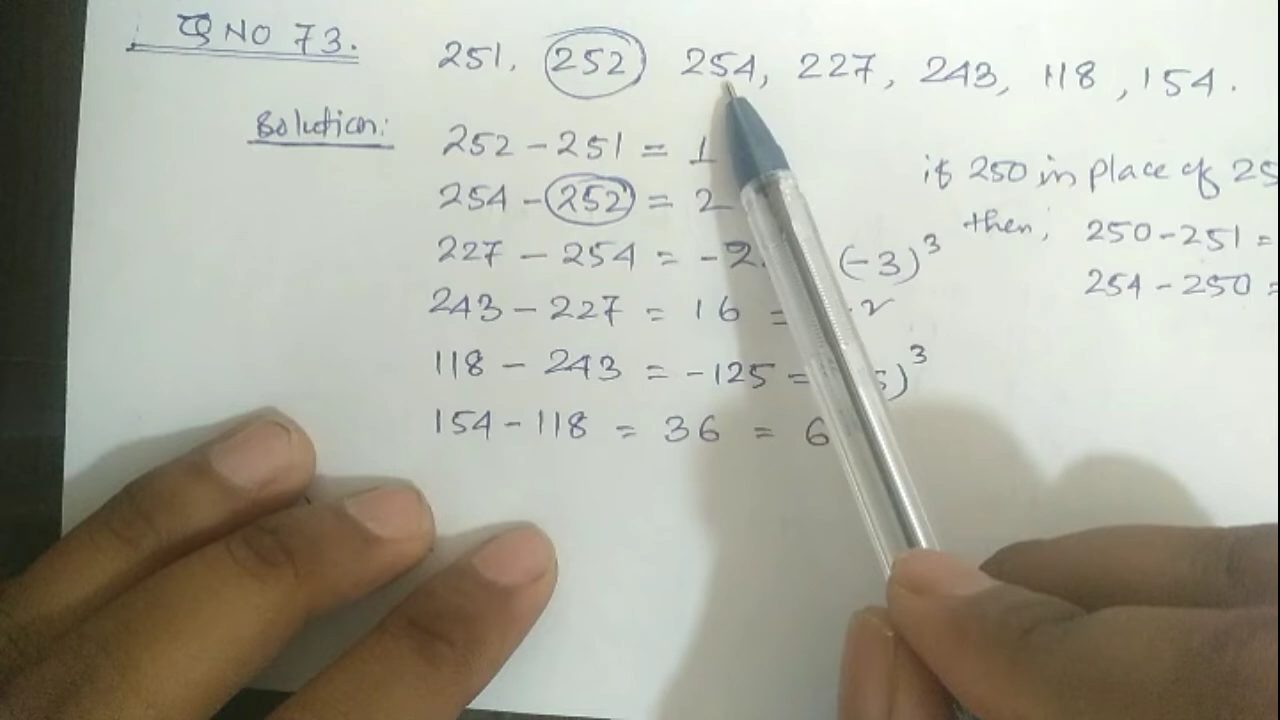 Q NO 73.
251, 252 254, 227, 243, 118, 154.
Solution:
252 - 251 = 1
254 - 252 = 2
227 - 254 = -2 (-3)³
243 - 227 = 16 =
118 - 243 = -125 = )³
154 - 118 = 36 = 6
if 250 in place of 25
then; 250 - 251 =
254 - 250 =